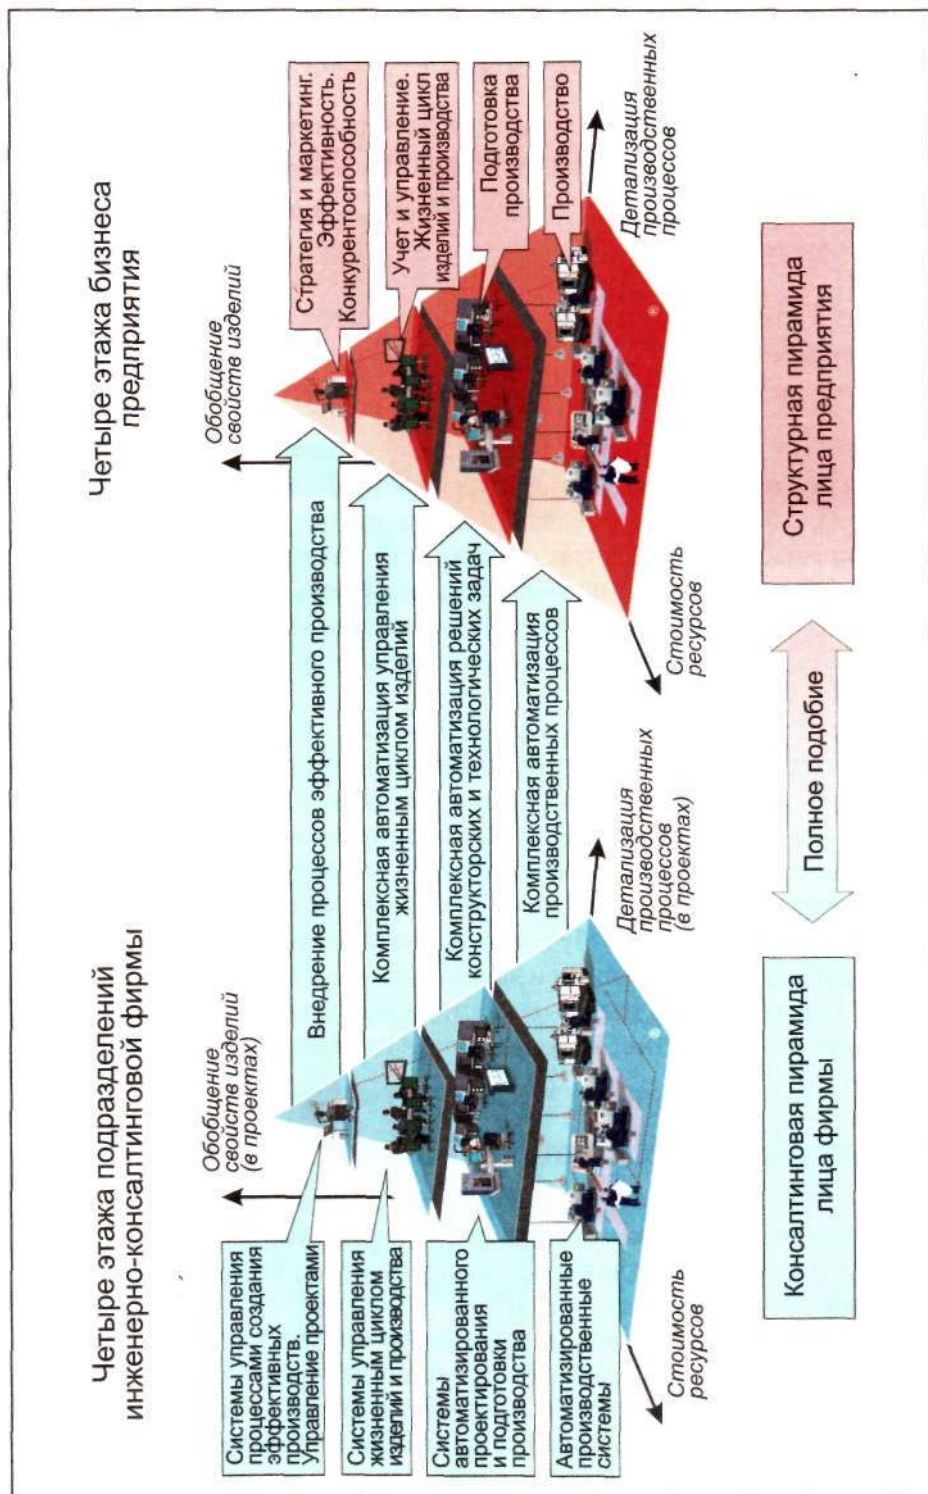 Четыре этажа подразделений
инженерно-консалтинговой фирмы
Четыре этажа бизнеса
предприятия
Системы управления
процессами создания
эффективных
производств.
Управление проектами
Системы управления
жизненным циклом
изделий и производства
Системы
автоматизированного
проектирования
и подготовки
производства
Автоматизированные
производственные
системы
Обобщение
свойств изделий
(в проектах)
Стоимость
ресурсов
Детализация
производственных
процессов
(в проектах)
Внедрение процессов эффективного производства
Комплексная автоматизация управления
жизненным циклом изделий
Комплексная автоматизация решений
конструкторских и технологических задач
Комплексная автоматизация
производственных процессов
Обобщение
свойств изделий
Стоимость
ресурсов
Детализация
производственных
процессов
Стратегия и маркетинг.
Эффективность.
Конкурентоспособность
Учет и управление.
Жизненный цикл
изделий и производства
Подготовка
производства
Производство
Консалтинговая пирамида
лица фирмы
Полное подобие
Структурная пирамида
лица предприятия